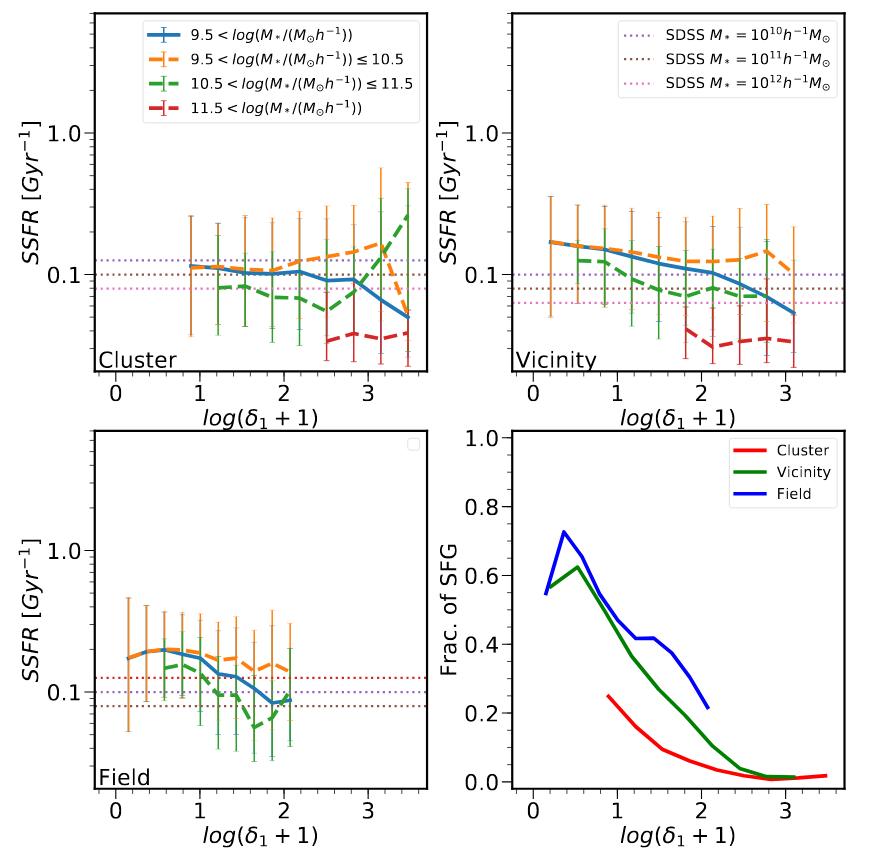 9.5 < log(M*/(M⊙h⁻¹))
9.5 < log(M*/(M⊙h⁻¹)) ≤ 10.5
10.5 < log(M*/(M⊙h⁻¹)) ≤ 11.5
11.5 < log(M*/(M⊙h⁻¹))
SSFR [Gyr⁻¹]
1.0
0.1
Cluster
0 1 2 3
log(δ₁ + 1)
SDSS M* = 10¹⁰h⁻¹M⊙
SDSS M* = 10¹¹h⁻¹M⊙
SDSS M* = 10¹²h⁻¹M⊙
SSFR [Gyr⁻¹]
1.0
0.1
Vicinity
0 1 2 3
log(δ₁ + 1)
SSFR [Gyr⁻¹]
1.0
0.1
Field
0 1 2 3
log(δ₁ + 1)
Cluster
Vicinity
Field
Frac. of SFG
1.0
0.8
0.6
0.4
0.2
0.0
0 1 2 3
log(δ₁ + 1)